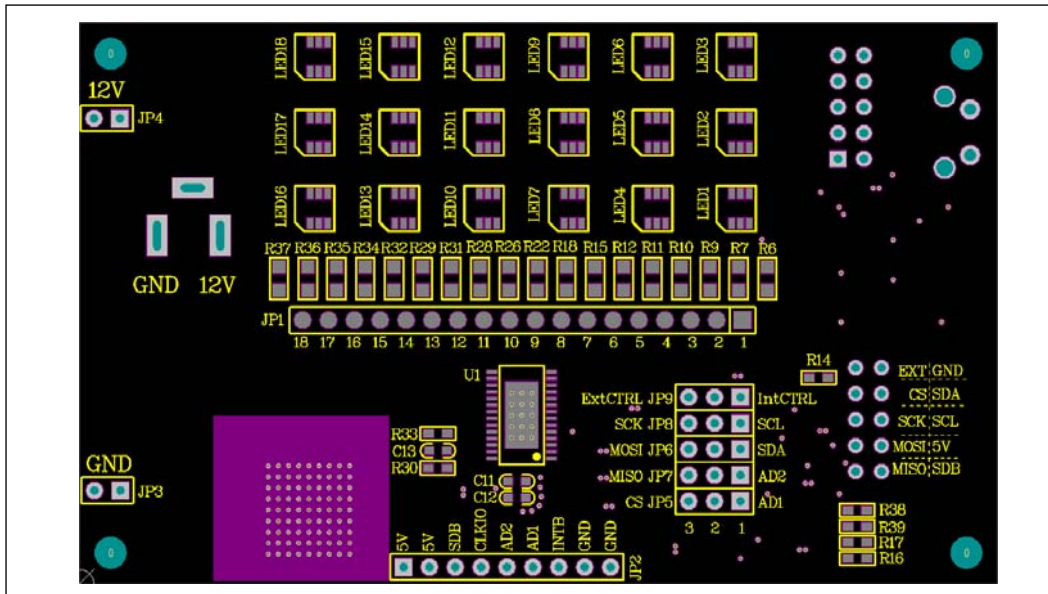 0
0
LED18 LED15 LED12 LED9 LED6 LED3
12V
JP4
LED17 LED14 LED11 LED8 LED5 LED2
LED16 LED13 LED10 LED7 LED4 LED1
R37 R36 R35 R34 R32 R29 R31 R28 R26 R22 R18 R15 R12 R11 R10 R9 R7 R6
GND 12V
JP1
18 17 16 15 14 13 12 11 10 9 8 7 6 5 4 3 2 1
U1
R14
ExtCTRL JP9 IntCTRL
SCK JP8 SCL
MOSI JP6 SDA
MISO JP7 AD2
CS JP5 AD1
3 2 1
EXT GND
CS SDA
SCK SCL
MOSI 5V
MISO SDB
R33
C13
R30
C11
C12
GND
JP3
R38
R39
R17
R16
5V 5V SDB CLKIO AD2 AD1 INTB GND GND
JP2
0
0